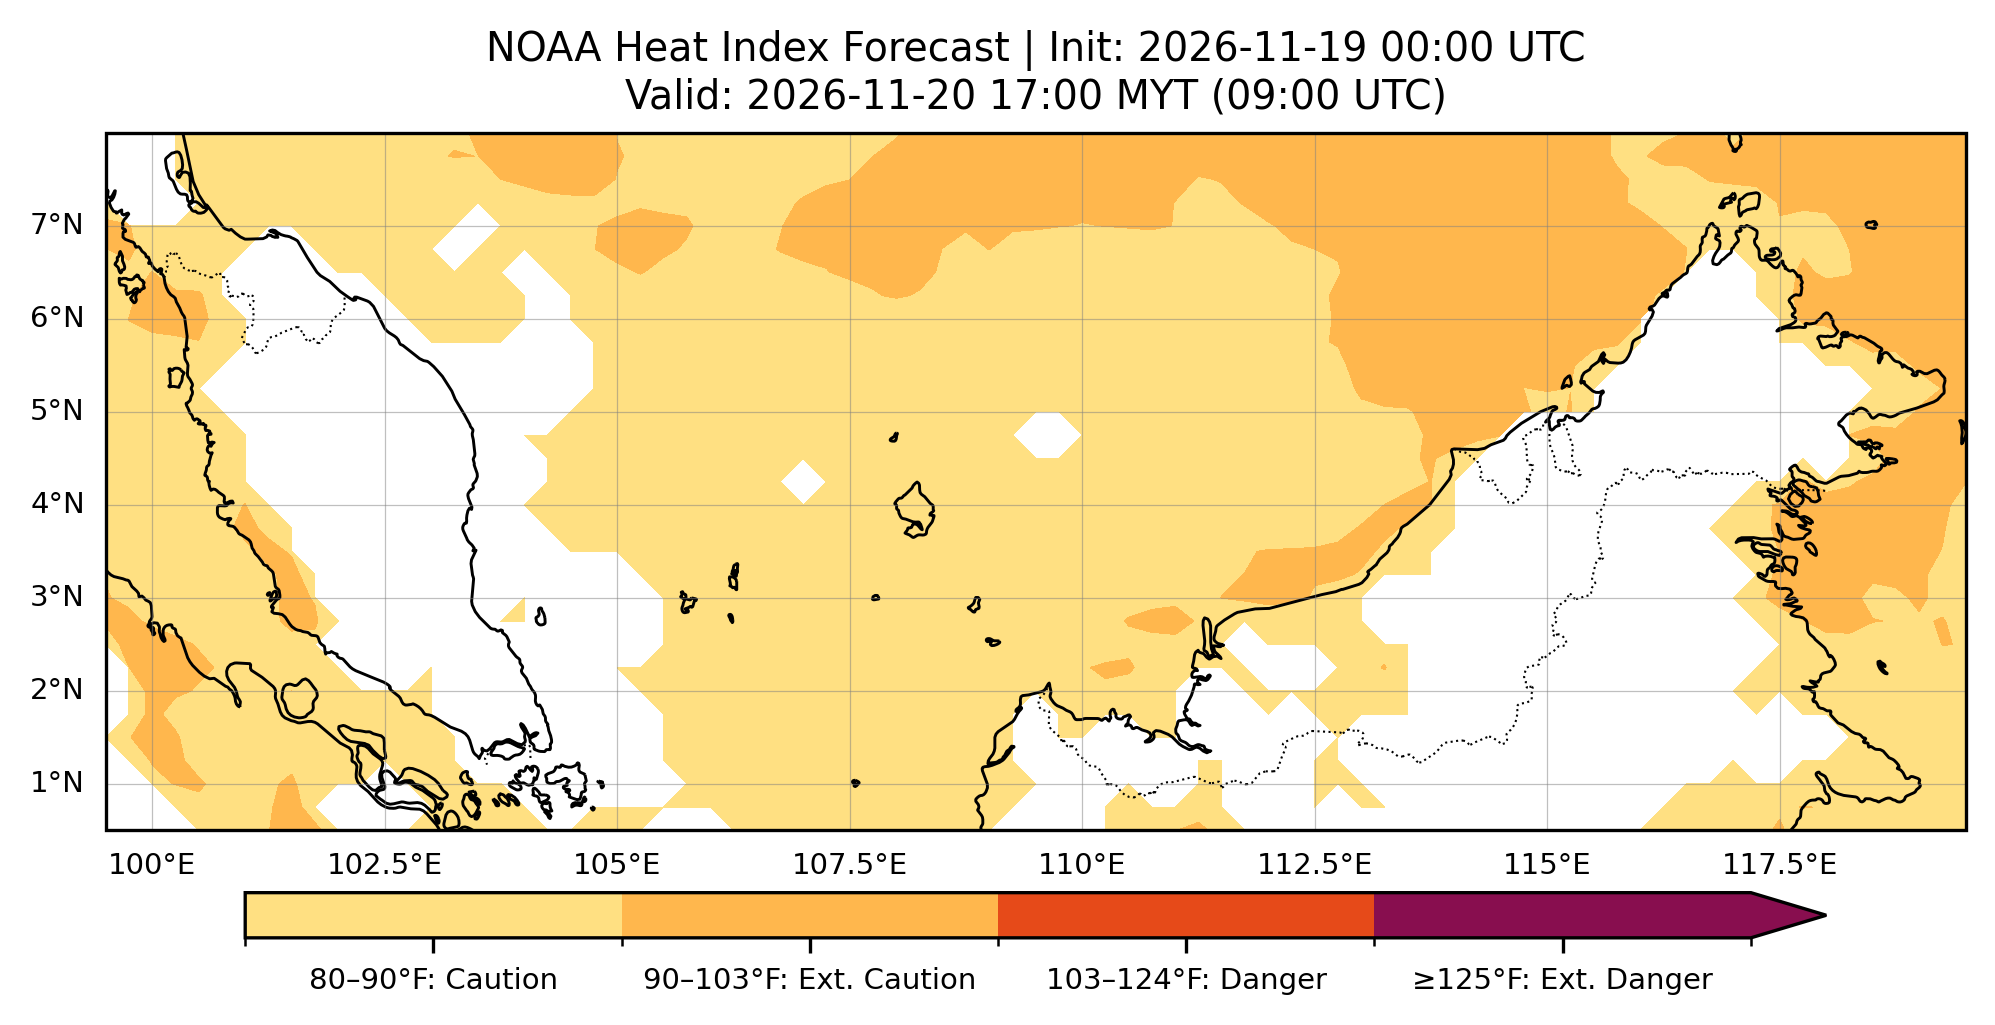 NOAA Heat Index Forecast | Init: 2026-11-19 00:00 UTC
Valid: 2026-11-20 17:00 MYT (09:00 UTC)
7°N
6°N
5°N
4°N
3°N
2°N
1°N
100°E 102.5°E 105°E 107.5°E 110°E 112.5°E 115°E 117.5°E
80–90°F: Caution 90–103°F: Ext. Caution 103–124°F: Danger ≥125°F: Ext. Danger